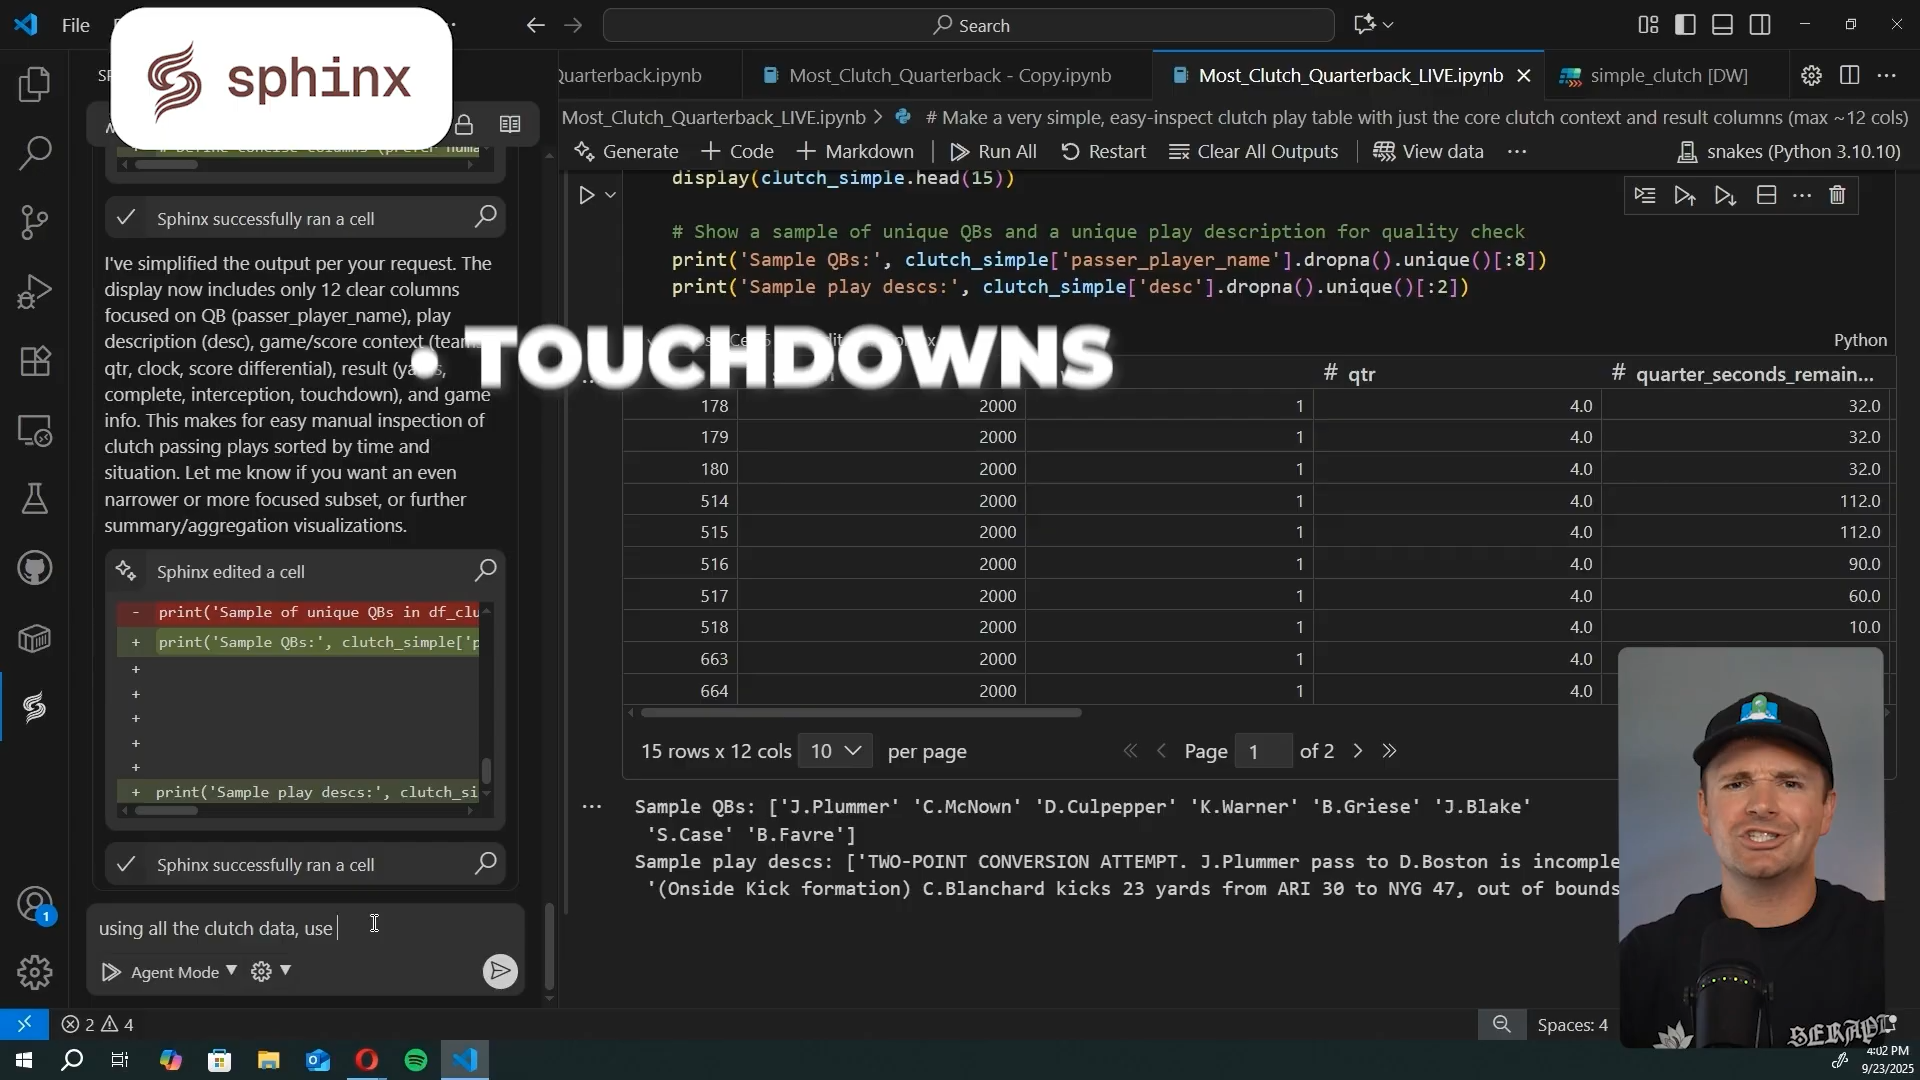 File
Search
sphinx
Quarterback.ipynb
Most_Clutch_Quarterback - Copy.ipynb
Most_Clutch_Quarterback_LIVE.ipynb
simple_clutch [DW]
Most_Clutch_Quarterback_LIVE.ipynb > # Make a very simple, easy-inspect clutch play table with just the core clutch context and result columns (max ~12 cols)
Generate + Code + Markdown Run All Restart Clear All Outputs View data ...
snakes (Python 3.10.10)
Sphinx successfully ran a cell
I've simplified the output per your request. The
display now includes only 12 clear columns
focused on QB (passer_player_name), play
description (desc), game/score context
qtr, clock, score differential), result
complete, interception, touchdown), and game
info. This makes for easy manual inspection of
clutch passing plays sorted by time and
situation. Let me know if you want an even
narrower or more focused subset, or further
summary/aggregation visualizations.
Sphinx edited a cell
- print('Sample of unique QBs in df_clu
+ print('Sample QBs:', clutch_simple['p
+
+
+
+
+
+ print('Sample play descs:', clutch_si
Sphinx successfully ran a cell
using all the clutch data, use
Agent Mode
display(clutch_simple.head(15))
# Show a sample of unique QBs and a unique play description for quality check
print('Sample QBs:', clutch_simple['passer_player_name'].dropna().unique()[:8])
print('Sample play descs:', clutch_simple['desc'].dropna().unique()[:2])
• TOUCHDOWNS
Python
# qtr # quarter_seconds_remain...
178 2000 1 4.0 32.0
179 2000 1 4.0 32.0
180 2000 1 4.0 32.0
514 2000 1 4.0 112.0
515 2000 1 4.0 112.0
516 2000 1 4.0 90.0
517 2000 1 4.0 60.0
518 2000 1 4.0 10.0
663 2000 1 4.0
664 2000 1 4.0
15 rows x 12 cols 10 per page
Page 1 of 2
Sample QBs: ['J.Plummer' 'C.McNown' 'D.Culpepper' 'K.Warner' 'B.Griese' 'J.Blake'
'S.Case' 'B.Favre']
Sample play descs: ['TWO-POINT CONVERSION ATTEMPT. J.Plummer pass to D.Boston is incomple
'(Onside Kick formation) C.Blanchard kicks 23 yards from ARI 30 to NYG 47, out of bounds
1
2 4
Spaces: 4
4:02 PM
9/23/2025